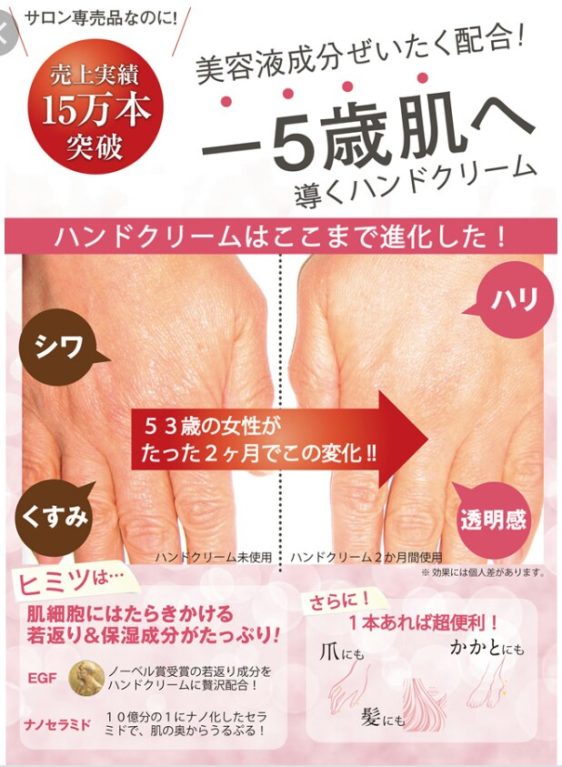 サロン専売品なのに!
売上実績
15万本
突破
美容液成分ぜいたく配合!
ー5歳肌へ
導くハンドクリーム
ハンドクリームはここまで進化した！
シワ
ハリ
５３歳の女性が
たった２ヶ月でこの変化!!
くすみ
透明感
ハンドクリーム未使用
ハンドクリーム２か月間使用
※ 効果には個人差があります。
ヒミツは…
肌細胞にはたらきかける
若返り&保湿成分がたっぷり!
EGF
ノーベル賞受賞の若返り成分を
ハンドクリームに贅沢配合！
ナノセラミド
１０億分の１にナノ化したセラ
ミドで、肌の奥からうるぷる！
さらに！
１本あれば超便利！
爪にも
かかとにも
髪にも